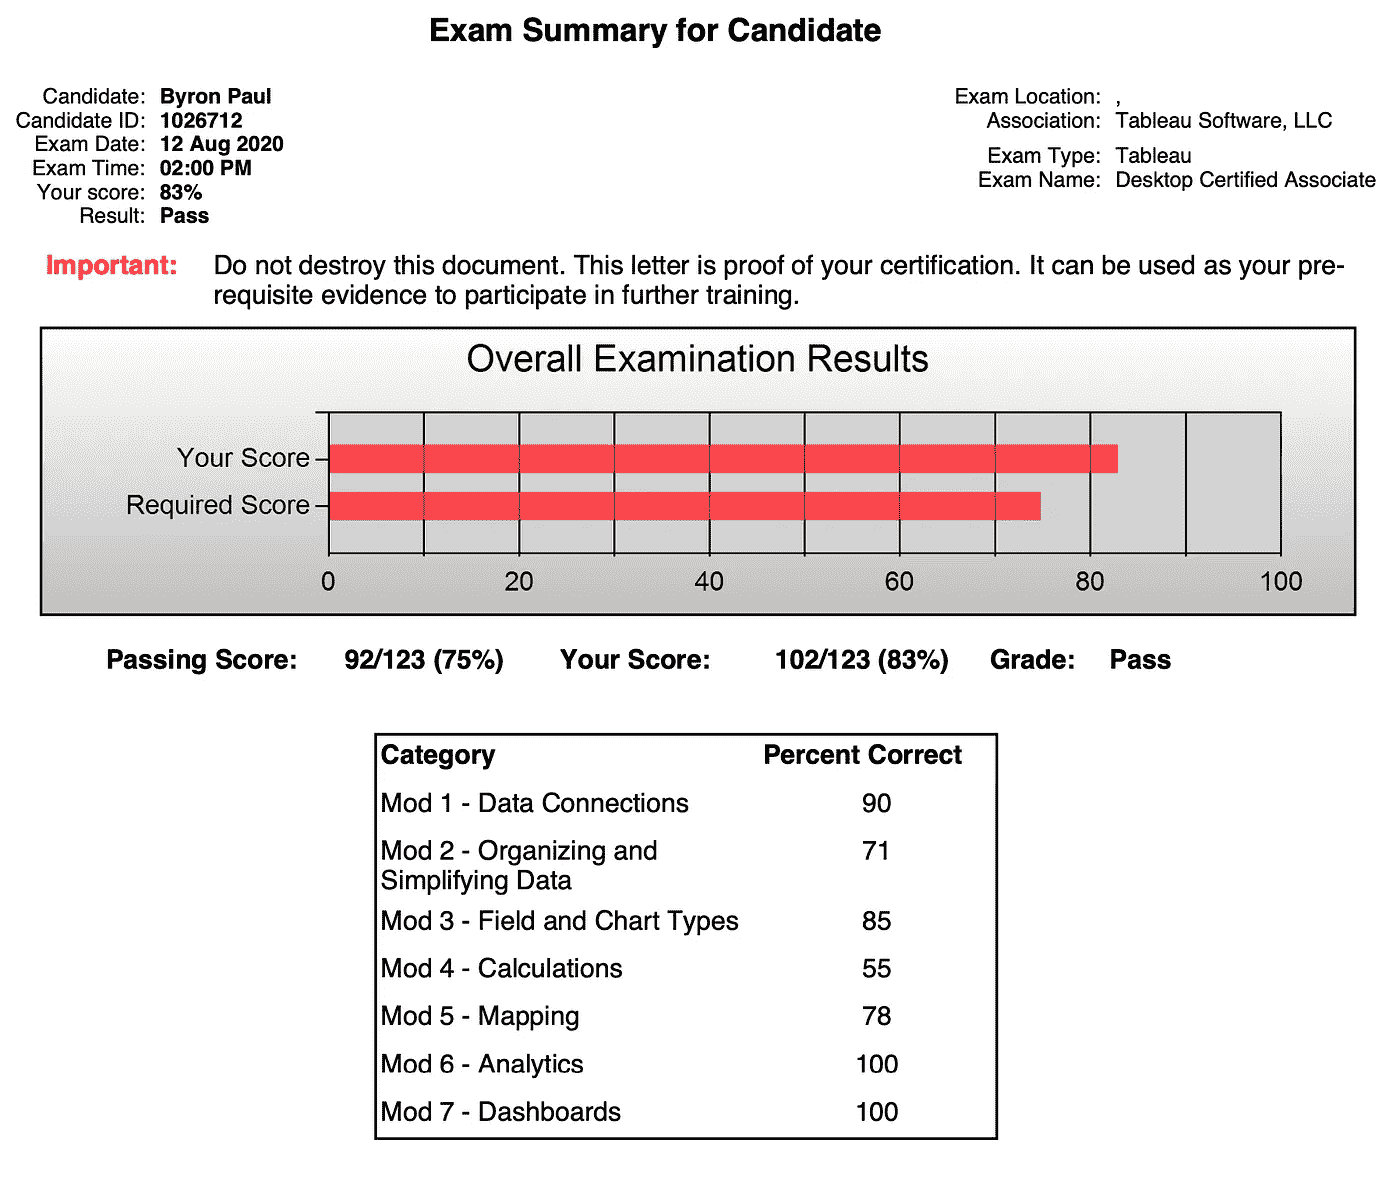 Exam Summary for Candidate
Candidate: Byron Paul
Candidate ID: 1026712
Exam Date: 12 Aug 2020
Exam Time: 02:00 PM
Your score: 83%
Result: Pass
Exam Location: ,
Association: Tableau Software, LLC
Exam Type: Tableau
Exam Name: Desktop Certified Associate
Important: Do not destroy this document. This letter is proof of your certification. It can be used as your pre-
requisite evidence to participate in further training.
Overall Examination Results
Your Score
Required Score
0 20 40 60 80 100
Passing Score: 92/123 (75%) Your Score: 102/123 (83%) Grade: Pass
Category Percent Correct
Mod 1 - Data Connections 90
Mod 2 - Organizing and 71
Simplifying Data
Mod 3 - Field and Chart Types 85
Mod 4 - Calculations 55
Mod 5 - Mapping 78
Mod 6 - Analytics 100
Mod 7 - Dashboards 100